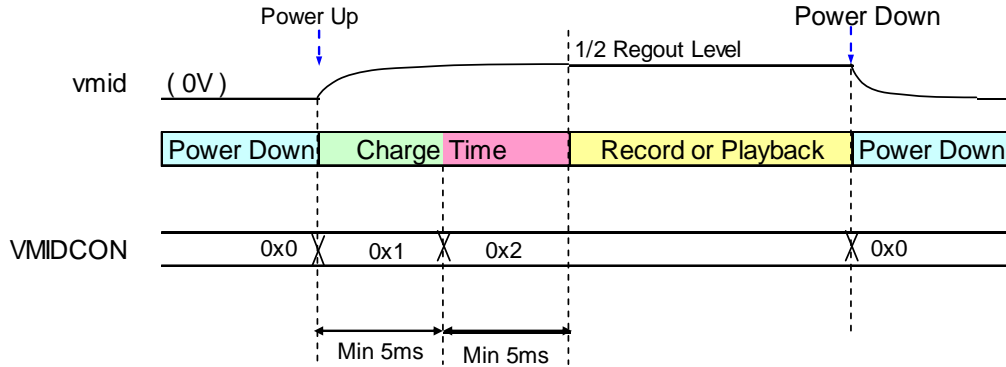 Power Up
Power Down
1/2 Regout Level
vmid
( 0V )
Power Down
Charge Time
Record or Playback
Power Down
VMIDCON
0x0
0x1
0x2
0x0
Min 5ms
Min 5ms